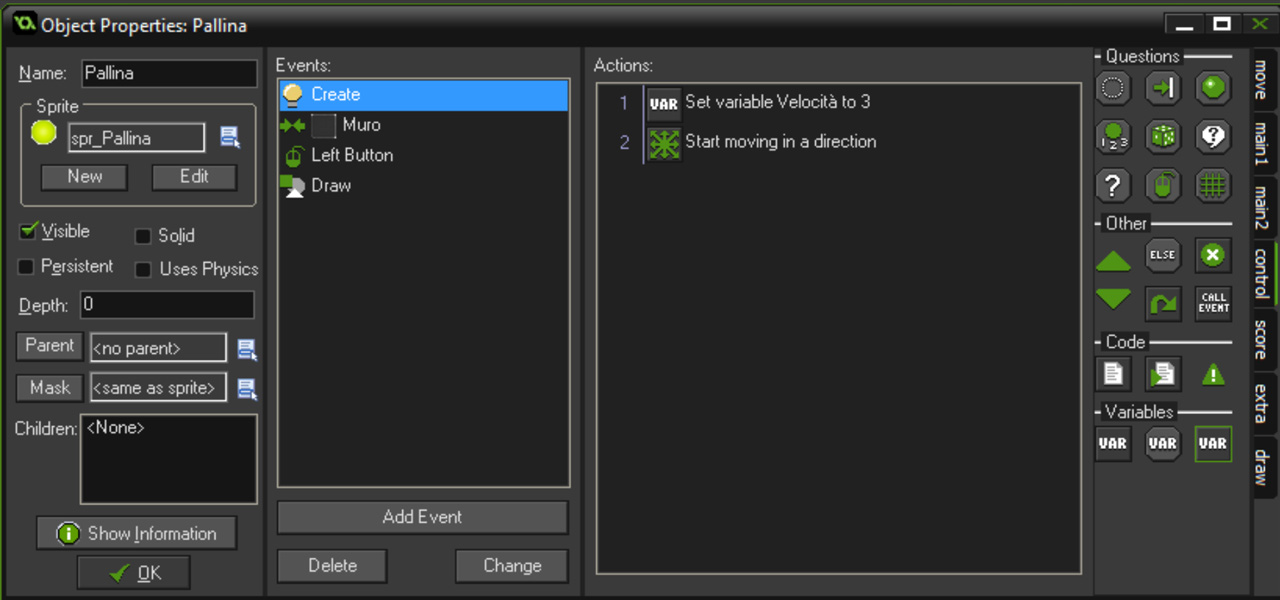 Object Properties: Pallina
Name: Pallina
Sprite
spr_Pallina
New Edit
Visible Solid
Persistent Uses Physics
Depth: 0
Parent <no parent>
Mask <same as sprite>
Children: <None>
Show Information
OK
Events:
Create
Muro
Left Button
Draw
Add Event
Delete Change
Actions:
1 VAR Set variable Velocità to 3
2 Start moving in a direction
Questions
1 2 3
?
?
Other
ELSE
CALL EVENT
Code
Variables
VAR VAR VAR
move
main1
main2
control
score
extra
draw